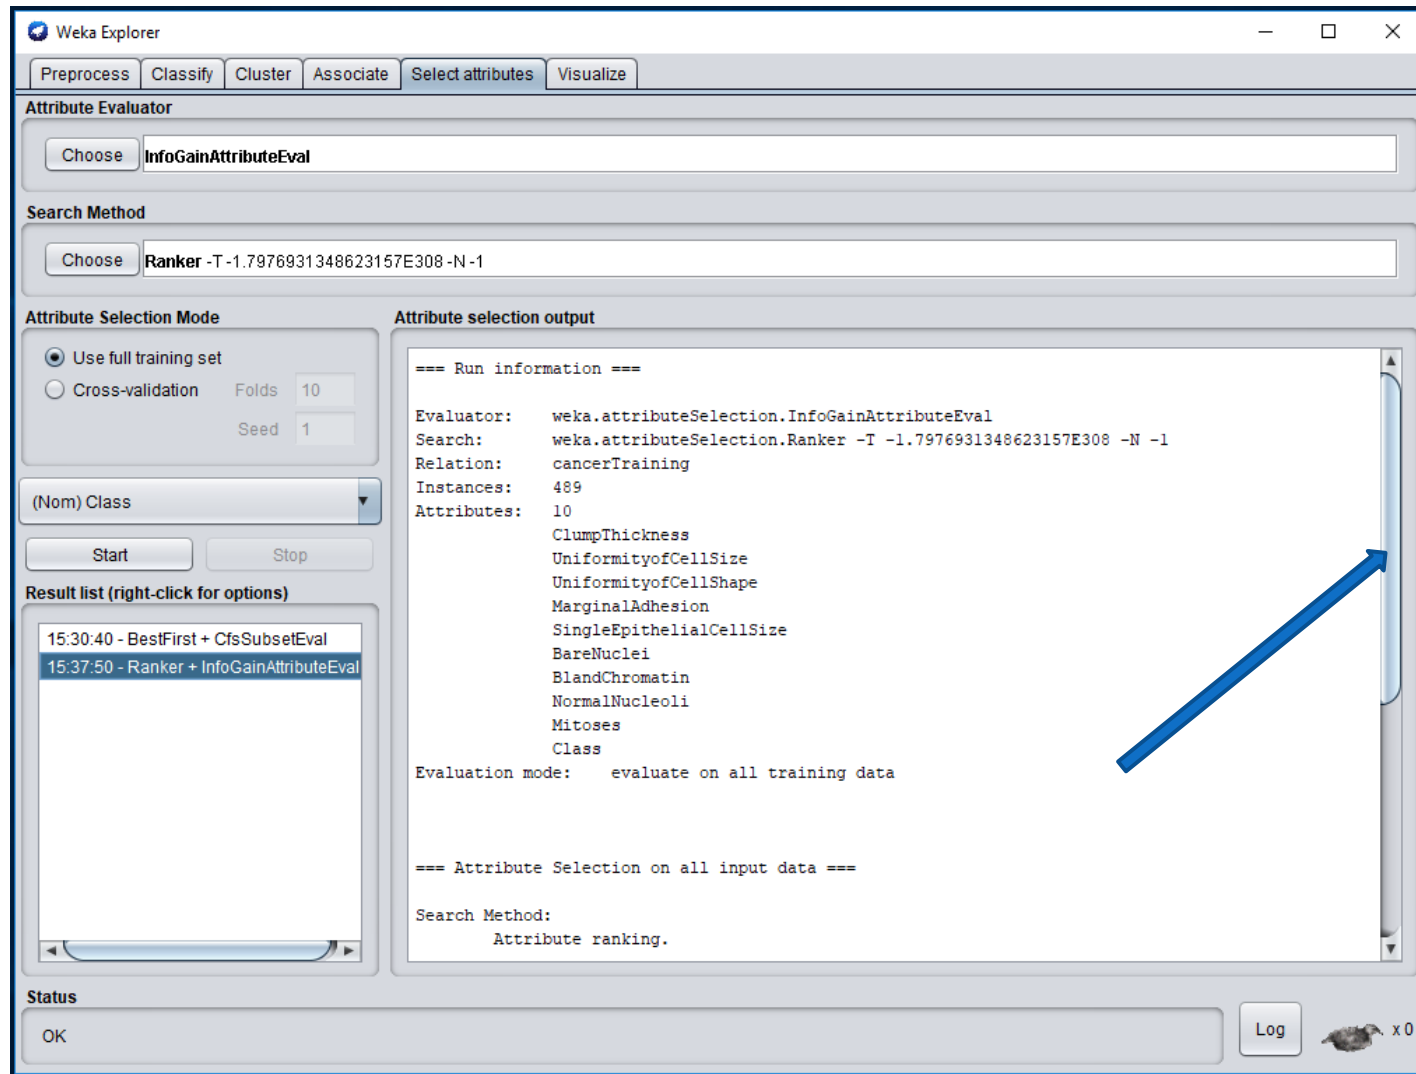 Weka Explorer
Preprocess Classify Cluster Associate Select attributes Visualize
Attribute Evaluator
Choose InfoGainAttributeEval
Search Method
Choose Ranker -T -1.7976931348623157E308 -N -1
Attribute Selection Mode
Use full training set
Cross-validation Folds 10
Seed 1
(Nom) Class
Start Stop
Result list (right-click for options)
15:30:40 - BestFirst + CfsSubsetEval
15:37:50 - Ranker + InfoGainAttributeEval
Attribute selection output
=== Run information ===
Evaluator: weka.attributeSelection.InfoGainAttributeEval
Search: weka.attributeSelection.Ranker -T -1.7976931348623157E308 -N -1
Relation: cancerTraining
Instances: 489
Attributes: 10
ClumpThickness
UniformityofCellSize
UniformityofCellShape
MarginalAdhesion
SingleEpithelialCellSize
BareNuclei
BlandChromatin
NormalNucleoli
Mitoses
Class
Evaluation mode: evaluate on all training data
=== Attribute Selection on all input data ===
Search Method:
Attribute ranking.
Status
OK
Log x 0